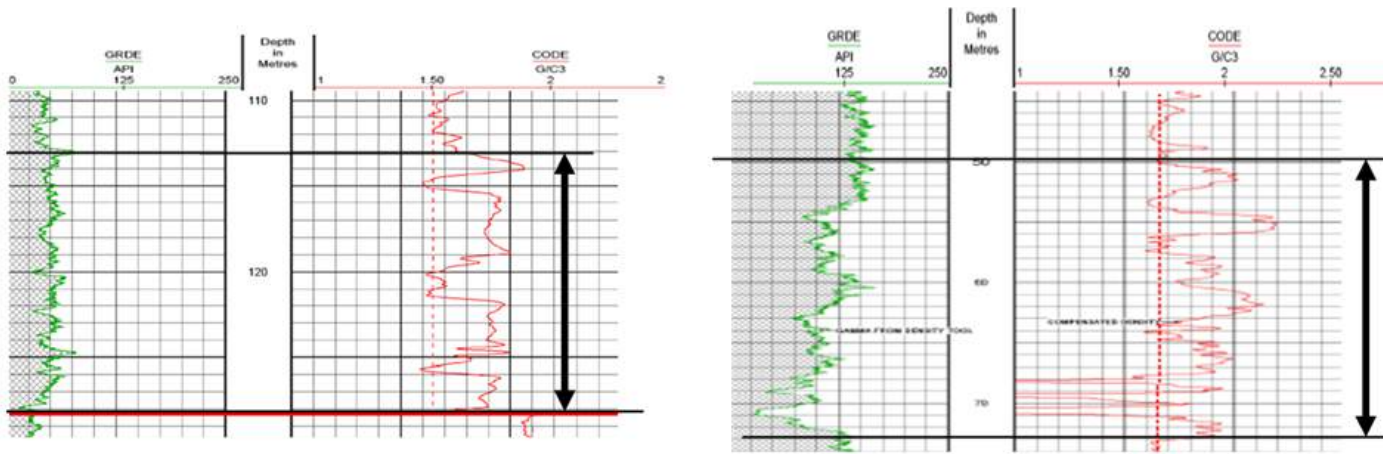 GRDE
API
0 125 250
Depth
in
Metres
CODE
G/C3
1 1.50 2 2.
110
120
GRDE
API
125 250
Depth
in
Metres
CODE
G/C3
1 1.50 2 2.50
50
60
70
GAMMA FROM DENSITY TOOL
COMPENSATED DENSITY